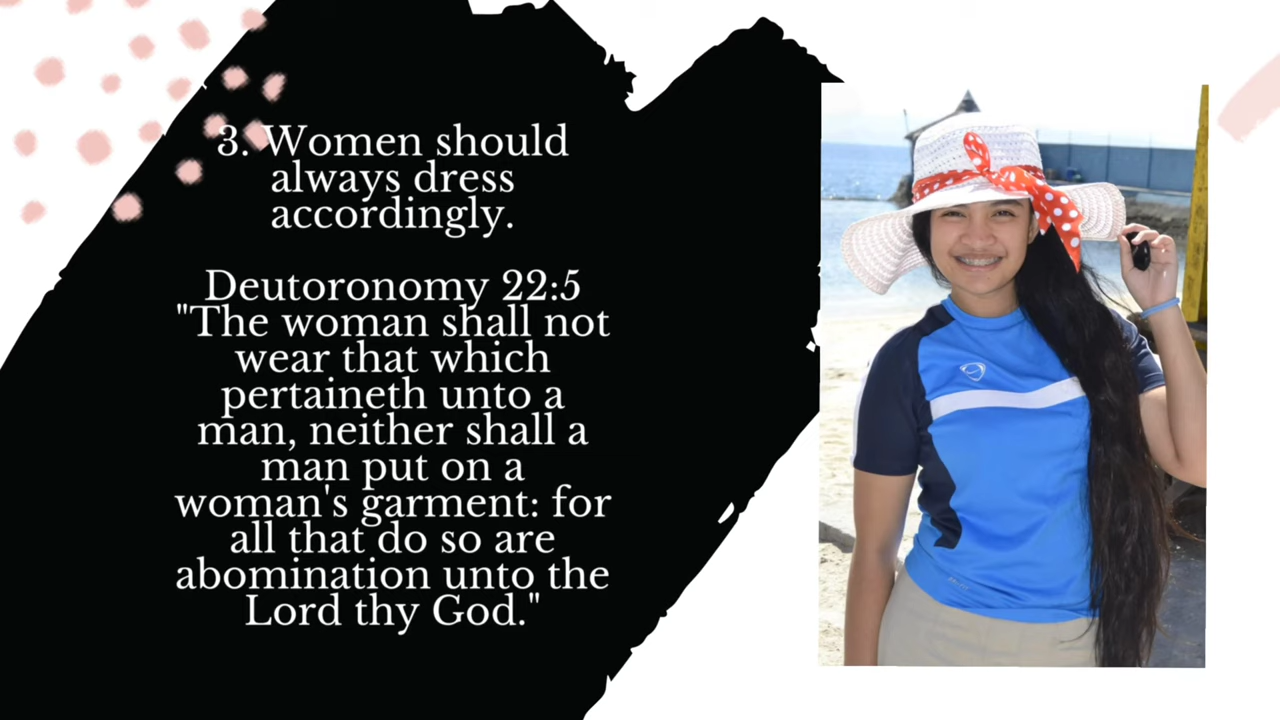 3. Women should
always dress
accordingly.
Deutoronomy 22:5
"The woman shall not
wear that which
pertaineth unto a
man, neither shall a
man put on a
woman's garment: for
all that do so are
abomination unto the
Lord thy God."